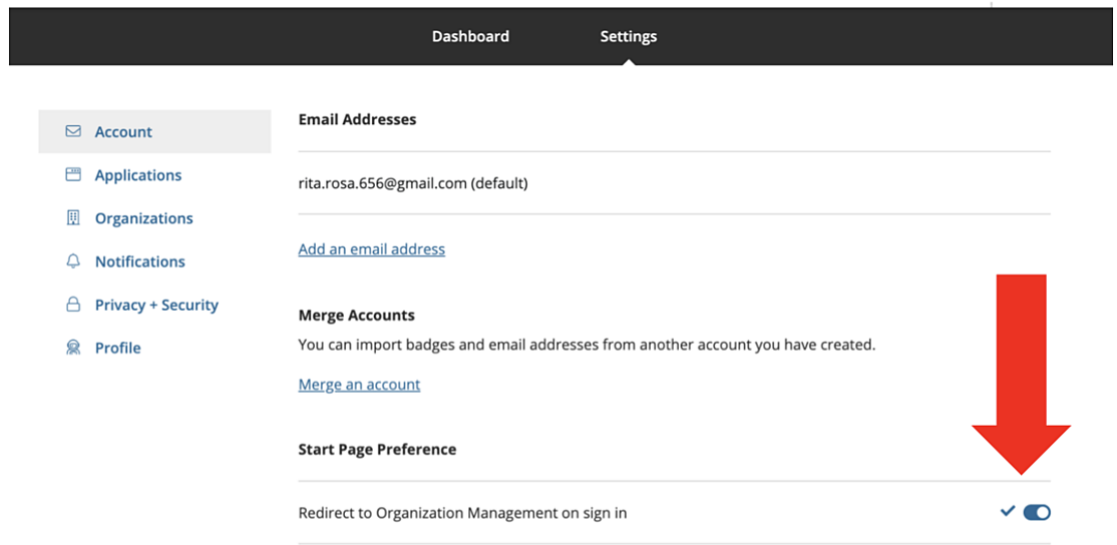 Dashboard Settings
Account
Applications
Organizations
Notifications
Privacy + Security
Profile
Email Addresses
rita.rosa.656@gmail.com (default)
Add an email address
Merge Accounts
You can import badges and email addresses from another account you have created.
Merge an account
Start Page Preference
Redirect to Organization Management on sign in